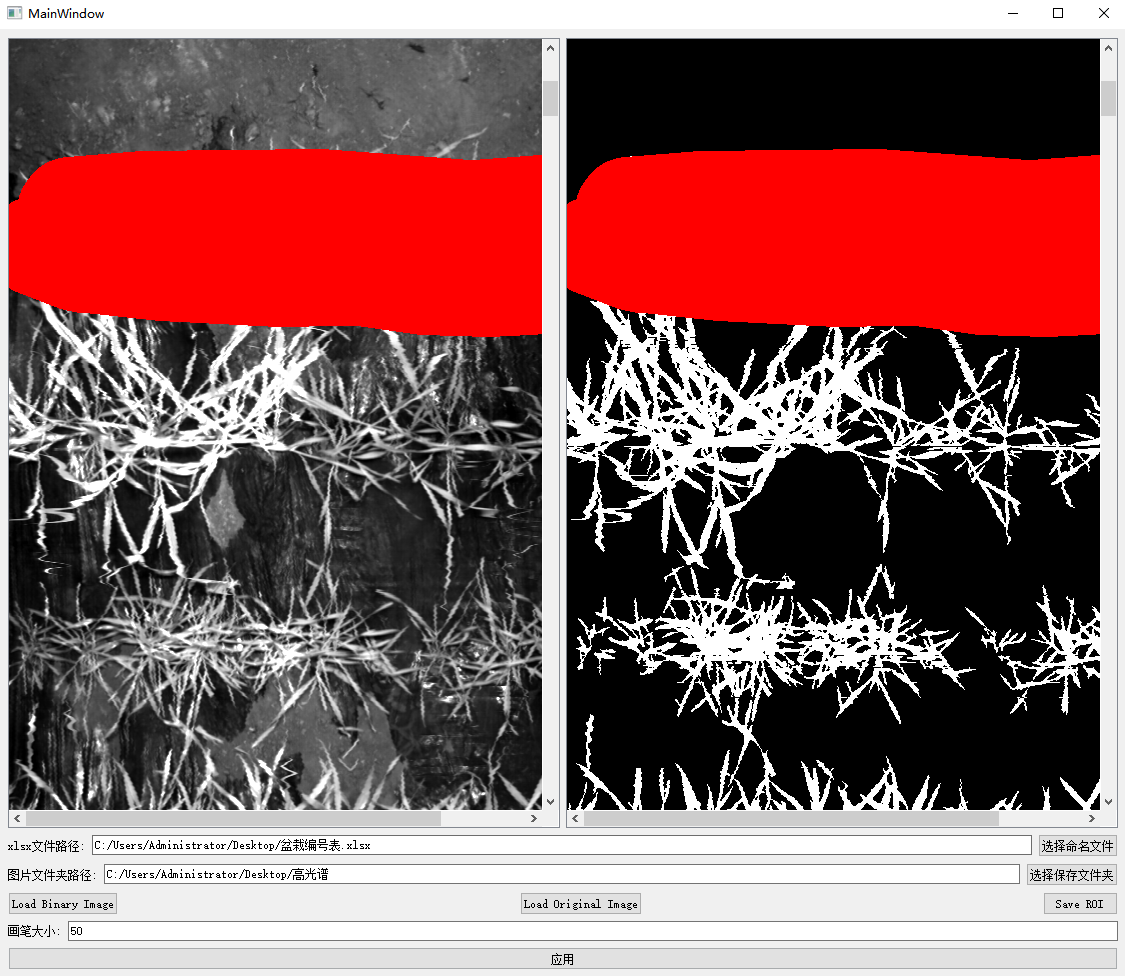 MainWindow
xlsx文件路径: C:/Users/Administrator/Desktop/盆栽编号表.xlsx 选择命名文件
图片文件夹路径: C:/Users/Administrator/Desktop/高光谱 选择保存文件夹
Load Binary Image Load Original Image Save ROI
画笔大小: 50
应用